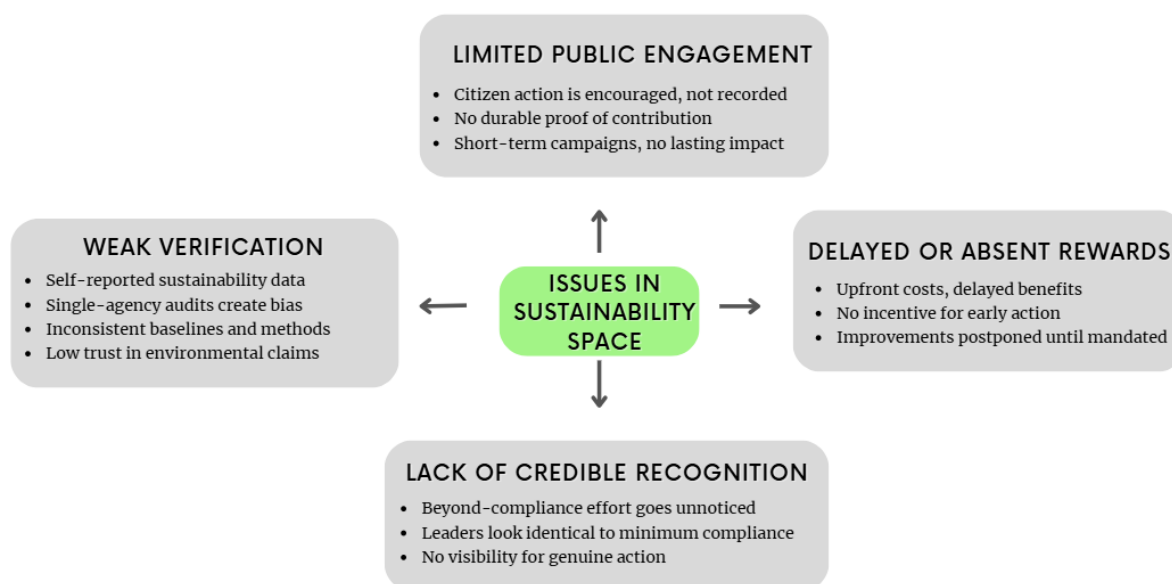 LIMITED PUBLIC ENGAGEMENT
• Citizen action is encouraged, not recorded
• No durable proof of contribution
• Short-term campaigns, no lasting impact
WEAK VERIFICATION
• Self-reported sustainability data
• Single-agency audits create bias
• Inconsistent baselines and methods
• Low trust in environmental claims
ISSUES IN
SUSTAINABILITY
SPACE
DELAYED OR ABSENT REWARDS
• Upfront costs, delayed benefits
• No incentive for early action
• Improvements postponed until mandated
LACK OF CREDIBLE RECOGNITION
• Beyond-compliance effort goes unnoticed
• Leaders look identical to minimum compliance
• No visibility for genuine action